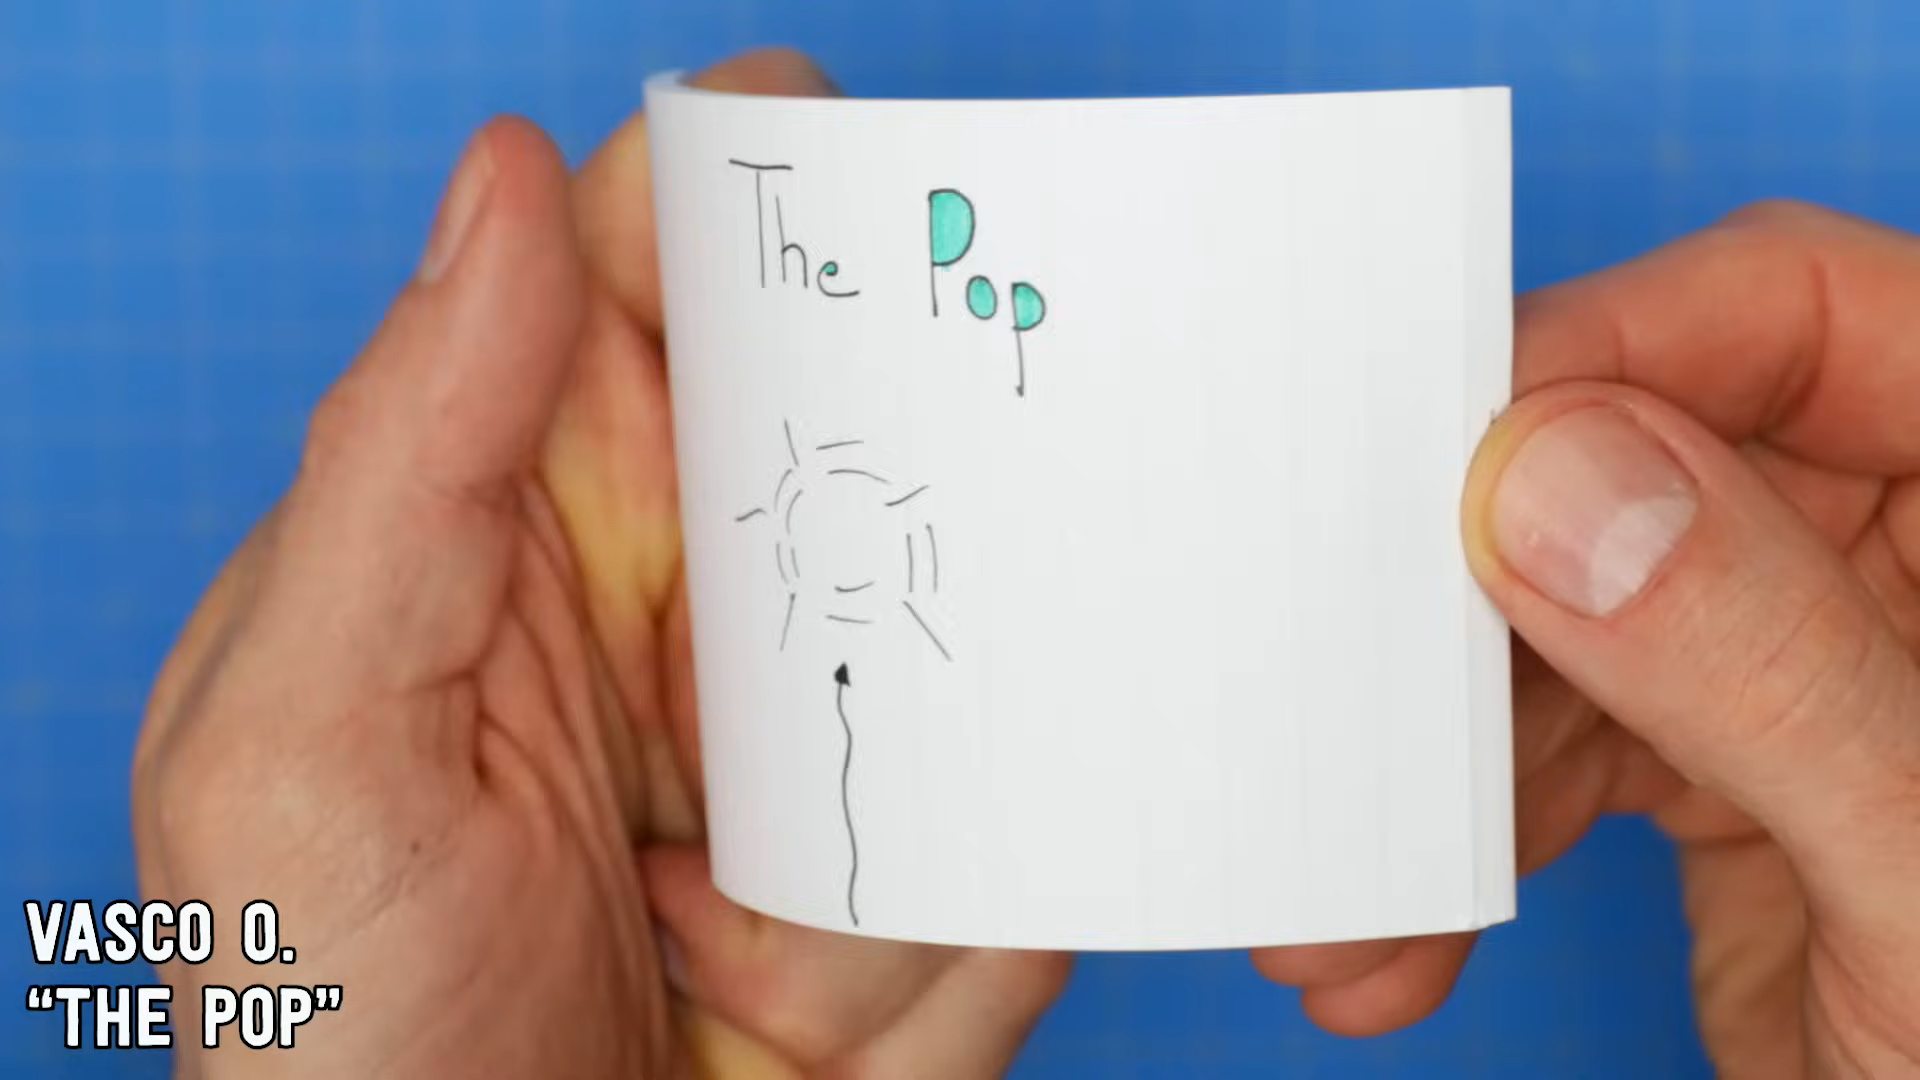 The Pop
VASCO O.
“THE POP”